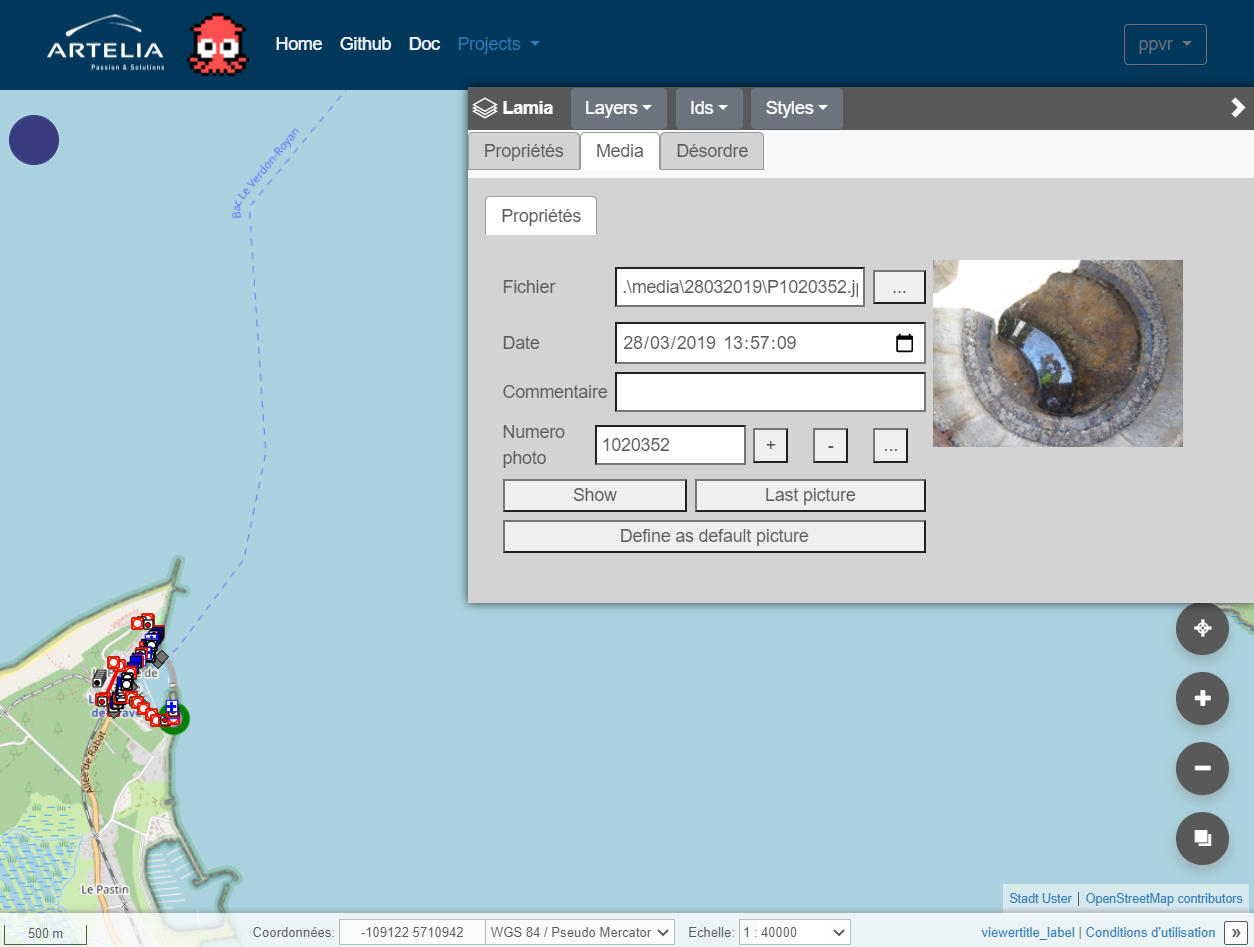 ARTELIA
Passion & Solutions
Home Github Doc Projects
ppvr
Lamia Layers Ids Styles
Propriétés Media Désordre
Propriétés
Fichier .\media\28032019\P1020352.jp ...
Date 28/03/2019 13:57:09
Commentaire
Numero photo 1020352 + - ...
Show Last picture
Define as default picture
Bac Le Verdon-Royan
Allée de Rabat
Le Pastin
Stadt Uster | OpenStreetMap contributors
500 m Coordonnées: -109122 5710942 WGS 84 / Pseudo Mercator Echelle: 1 : 40000 viewertitle_label | Conditions d'utilisation »